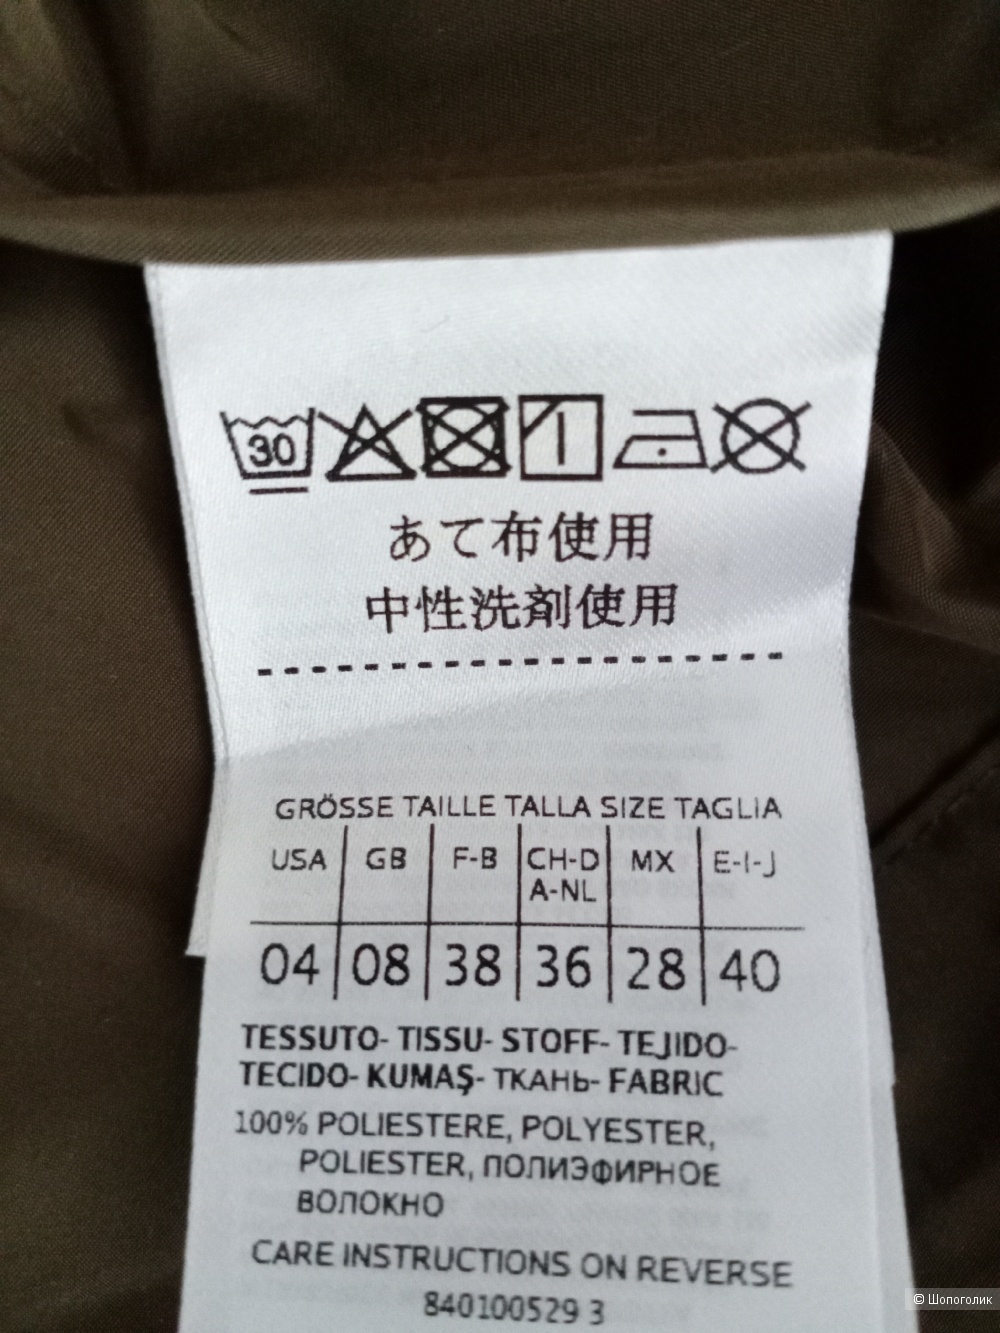 30
あて布使用
中性洗剤使用
GRÖSSE TAILLE TALLA SIZE TAGLIA
USA GB F-B CH-D A-NL MX E-I-J
04 08 38 36 28 40
TESSUTO- TISSU- STOFF- TEJIDO-
TECIDO- KUMAŞ- ТКАНЬ- FABRIC
100% POLIESTERE, POLYESTER,
POLIESTER, ПОЛИЭФИРНОЕ
ВОЛОКНО
CARE INSTRUCTIONS ON REVERSE
840100529 3
© Шопоголик